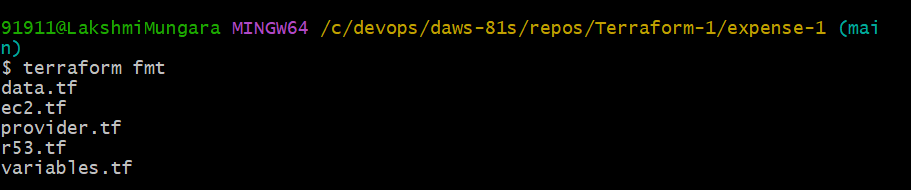 91911@LakshmiMungara MINGW64 /c/devops/daws-81s/repos/Terraform-1/expense-1 (mai
n)
$ terraform fmt
data.tf
ec2.tf
provider.tf
r53.tf
variables.tf